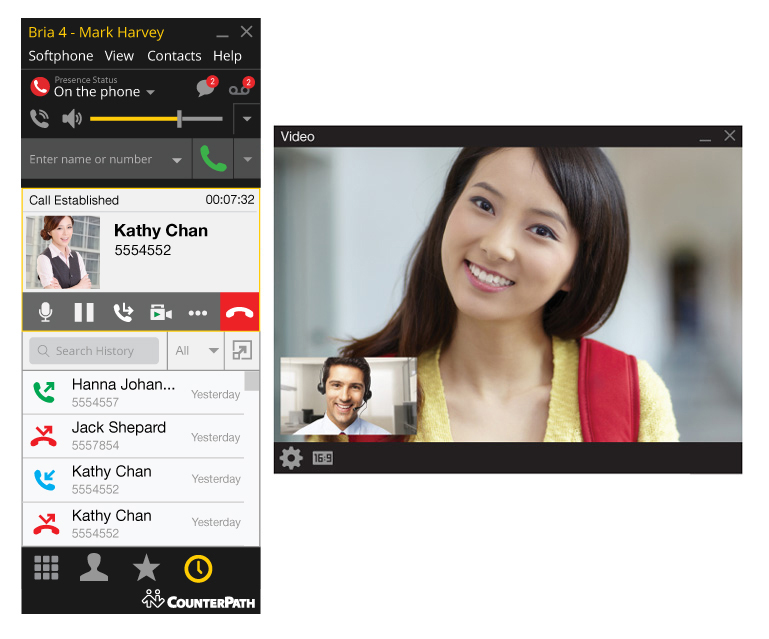 Bria 4 - Mark Harvey
Softphone View Contacts Help
Presence Status
On the phone
2
2
Enter name or number
Call Established 00:07:32
Kathy Chan
5554552
Search History All
Hanna Johan...
5554557
Yesterday
Jack Shepard
5557854
Yesterday
Kathy Chan
5554552
Yesterday
Kathy Chan
5554552
Yesterday
COUNTERPATH
Video
16:9